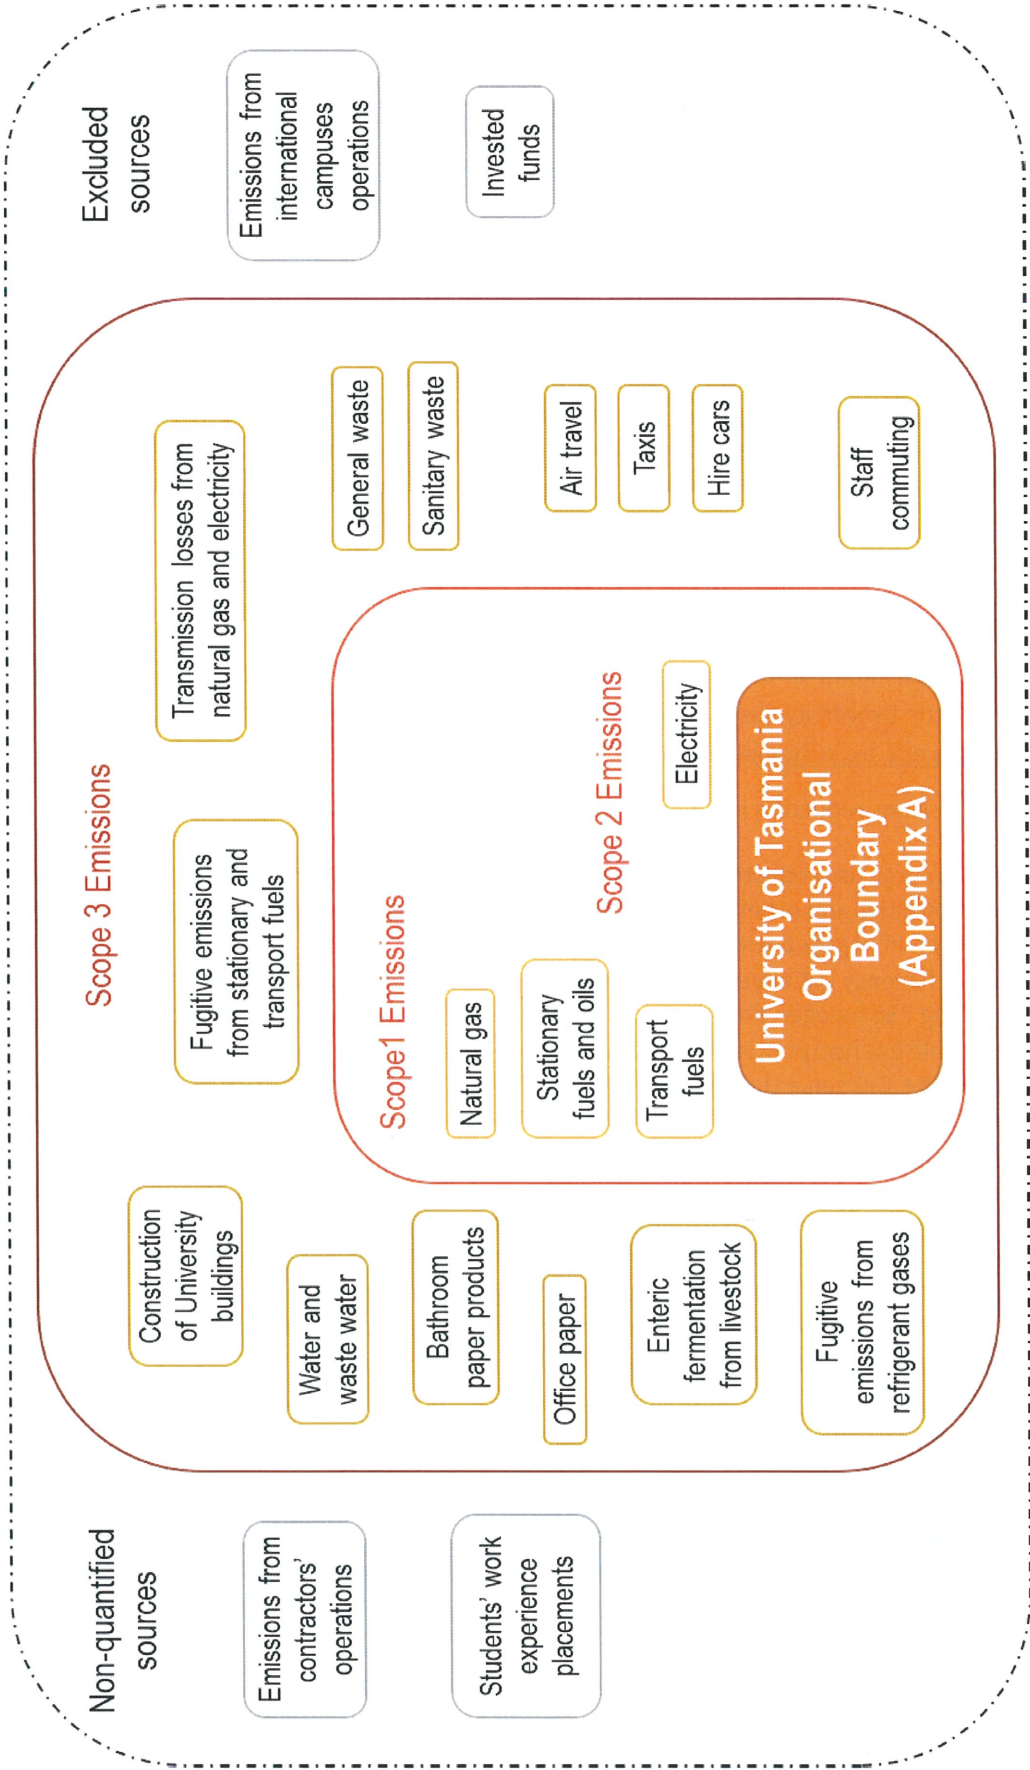 Non-quantified
sources
Emissions from
contractors'
operations
Students' work
experience
placements
Scope 3 Emissions
Construction
of University
buildings
Water and
waste water
Bathroom
paper products
Office paper
Enteric
fermentation
from livestock
Fugitive
emissions from
refrigerant gases
Fugitive emissions
from stationary and
transport fuels
Transmission losses from
natural gas and electricity
Scope1 Emissions
Natural gas
Stationary
fuels and oils
Transport
fuels
Scope 2 Emissions
Electricity
University of Tasmania
Organisational
Boundary
(Appendix A)
General waste
Sanitary waste
Air travel
Taxis
Hire cars
Staff
commuting
Excluded
sources
Emissions from
international
campuses
operations
Invested
funds